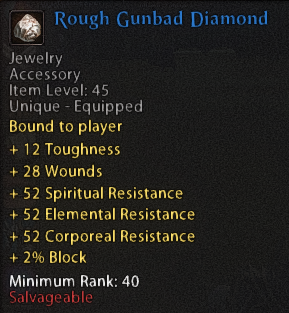 Rough Gunbad Diamond
Jewelry
Accessory
Item Level: 45
Unique - Equipped
Bound to player
+ 12 Toughness
+ 28 Wounds
+ 52 Spiritual Resistance
+ 52 Elemental Resistance
+ 52 Corporeal Resistance
+ 2% Block
Minimum Rank: 40
Salvageable